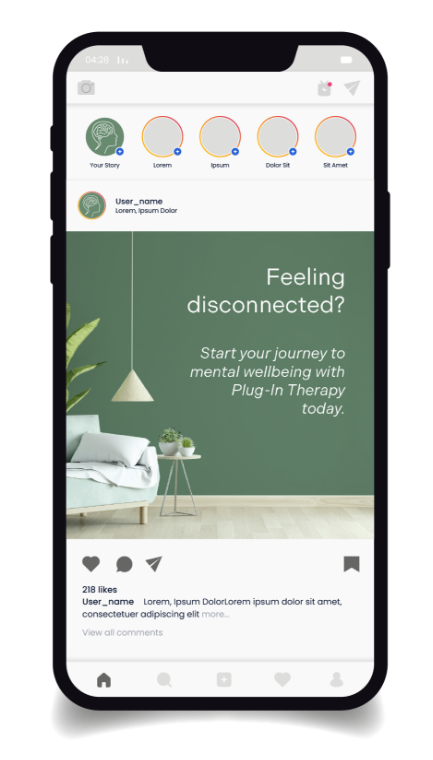 04:26
Your Story Lorem Ipsum Dolor Sit Sit Amet
User_name
Lorem, Ipsum Dolor
Feeling
disconnected?
Start your journey to
mental wellbeing with
Plug-In Therapy
today.
218 likes
User_name Lorem, Ipsum DolorLorem ipsum dolor sit amet,
consectetuer adipiscing elit more...
View all comments